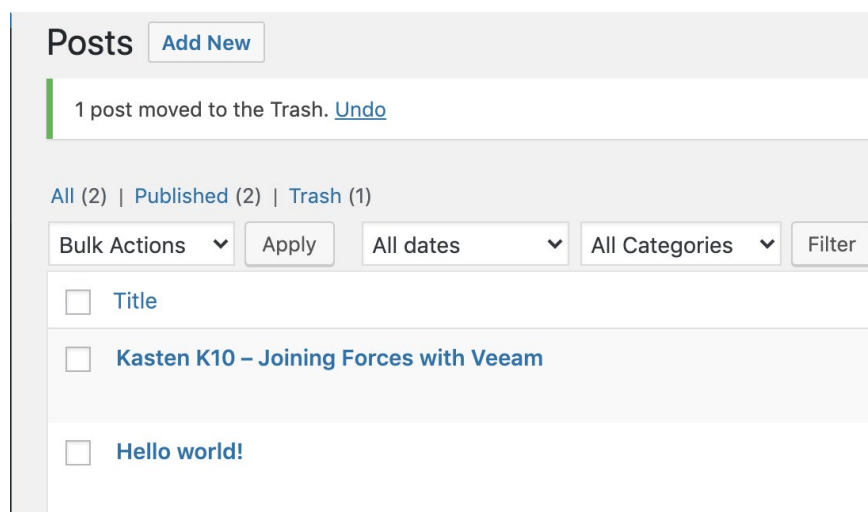 Posts Add New
1 post moved to the Trash. Undo
All (2) | Published (2) | Trash (1)
Bulk Actions Apply All dates All Categories Filter
Title
Kasten K10 – Joining Forces with Veeam
Hello world!